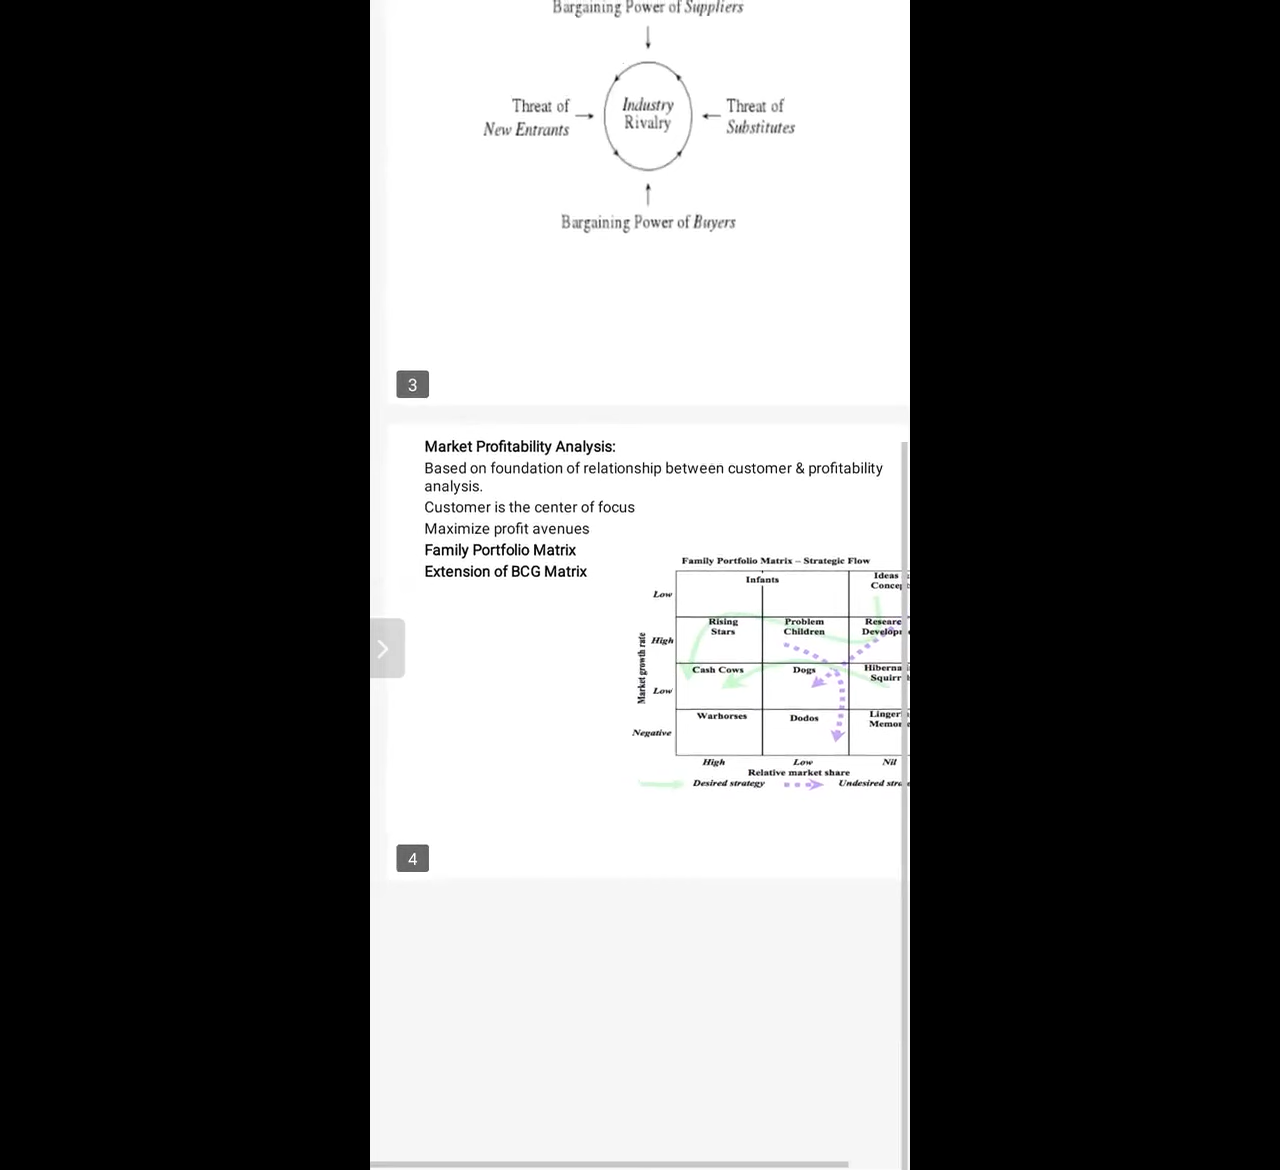 Bargaining Power of Suppliers
Threat of
New Entrants
Industry
Rivalry
Threat of
Substitutes
Bargaining Power of Buyers
3
Market Profitability Analysis:
Based on foundation of relationship between customer & profitability
analysis.
Customer is the center of focus
Maximize profit avenues
Family Portfolio Matrix
Extension of BCG Matrix
Family Portfolio Matrix – Strategic Flow
Market growth rate
Low
Infants
Ideas
High
Rising
Stars
Problem
Children
Low
Cash Cows
Dogs
Negative
Warhorses
Dodos
High
Low
Nil
Relative market share
Desired strategy
Undesired
4